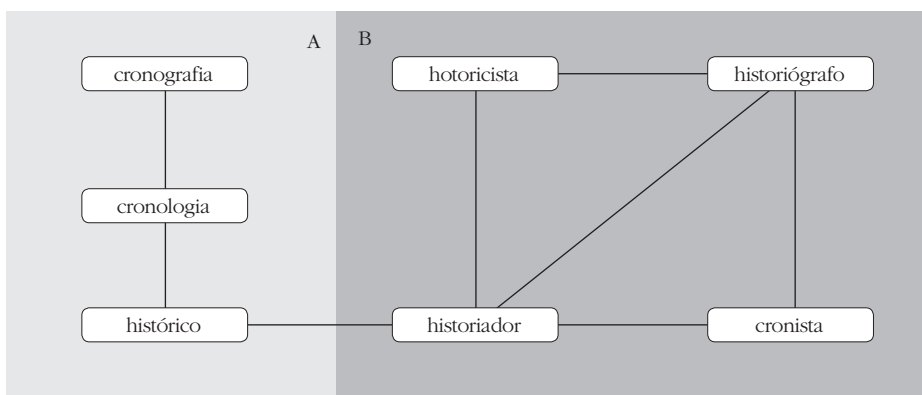 A
B
cronografia
hotoricista
historiógrafo
cronologia
histórico
historiador
cronista